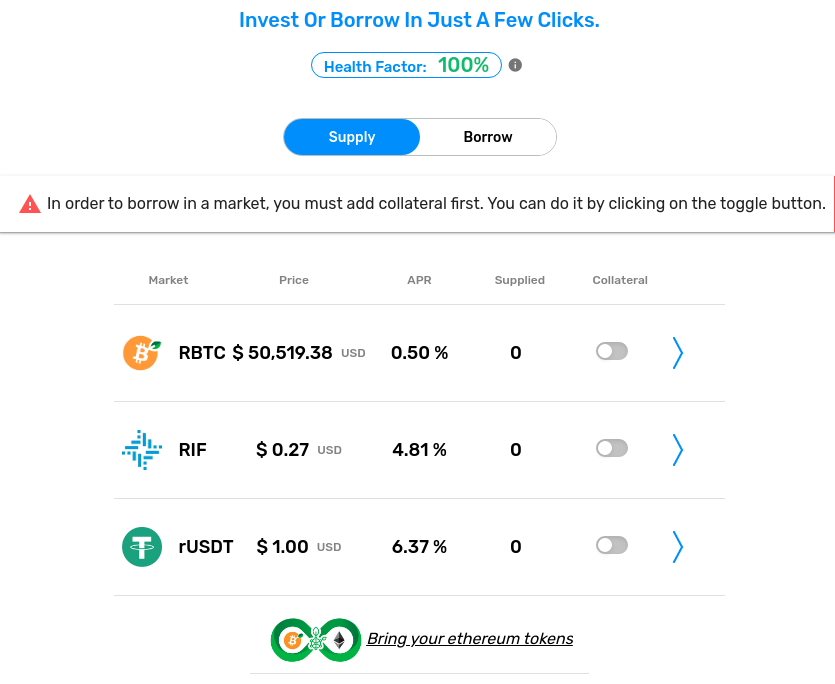 Invest Or Borrow In Just A Few Clicks.
Health Factor: 100%
Supply Borrow
In order to borrow in a market, you must add collateral first. You can do it by clicking on the toggle button.
Market Price APR Supplied Collateral
RBTC $ 50,519.38 USD 0.50 % 0
RIF $ 0.27 USD 4.81 % 0
rUSDT $ 1.00 USD 6.37 % 0
Bring your ethereum tokens